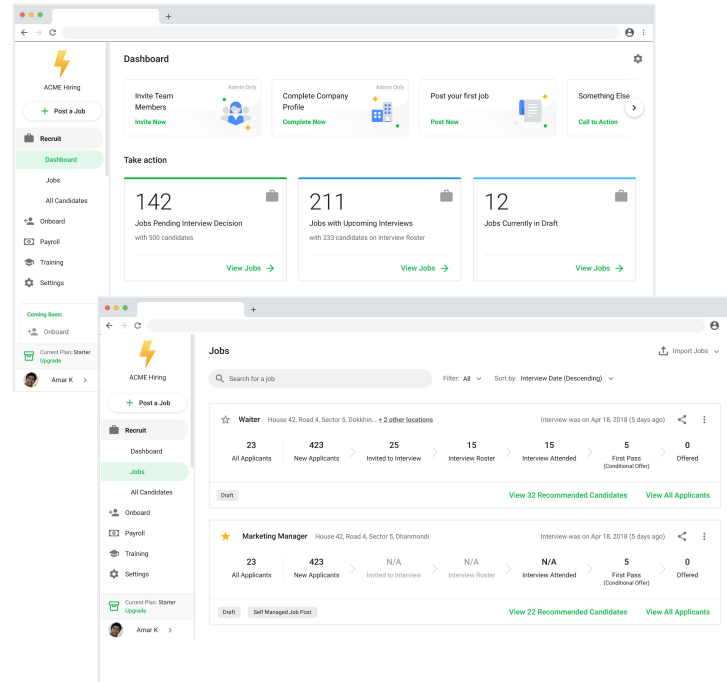 ACME Hiring
+ Post a Job
Recruit
Dashboard
Jobs
All Candidates
Onboard
Payroll
Training
Settings
Coming Soon:
Onboard
Current Plan: Starter
Upgrade
Amar K
Dashboard
Admin Only
Invite Team
Members
Invite Now
Admin Only
Complete Company
Profile
Complete Now
Post your first job
Post Now
Something Else
Call to Action
Take action
142
Jobs Pending Interview Decision
with 500 candidates
View Jobs →
211
Jobs with Upcoming Interviews
with 233 candidates on Interview Roster
View Jobs →
12
Jobs Currently in Draft
View Jobs →
ACME Hiring
+ Post a Job
Recruit
Dashboard
Jobs
All Candidates
Onboard
Payroll
Training
Settings
Current Plan: Starter
Upgrade
Amar K
Jobs
Import Jobs
Search for a job
Filter: All
Sort by: Interview Date (Descending)
Waiter House 42, Road 4, Sector 5, Dokkhin... + 2 other locations
Interview was on Apr 18, 2018 (5 days ago)
23 423 25 15 15 5 0
All Applicants New Applicants Invited to Interview Interview Roster Interview Attended First Pass Offered
(Conditional Offer)
Draft
View 32 Recommended Candidates View All Applicants
Marketing Manager House 42, Road 4, Sector 5, Dhanmondi
Interview was on Apr 18, 2018 (5 days ago)
23 423 N/A N/A N/A 5 0
All Applicants New Applicants Invited to Interview Interview Roster Interview Attended First Pass Offered
(Conditional Offer)
Draft Self Managed Job Post
View 22 Recommended Candidates View All Applicants